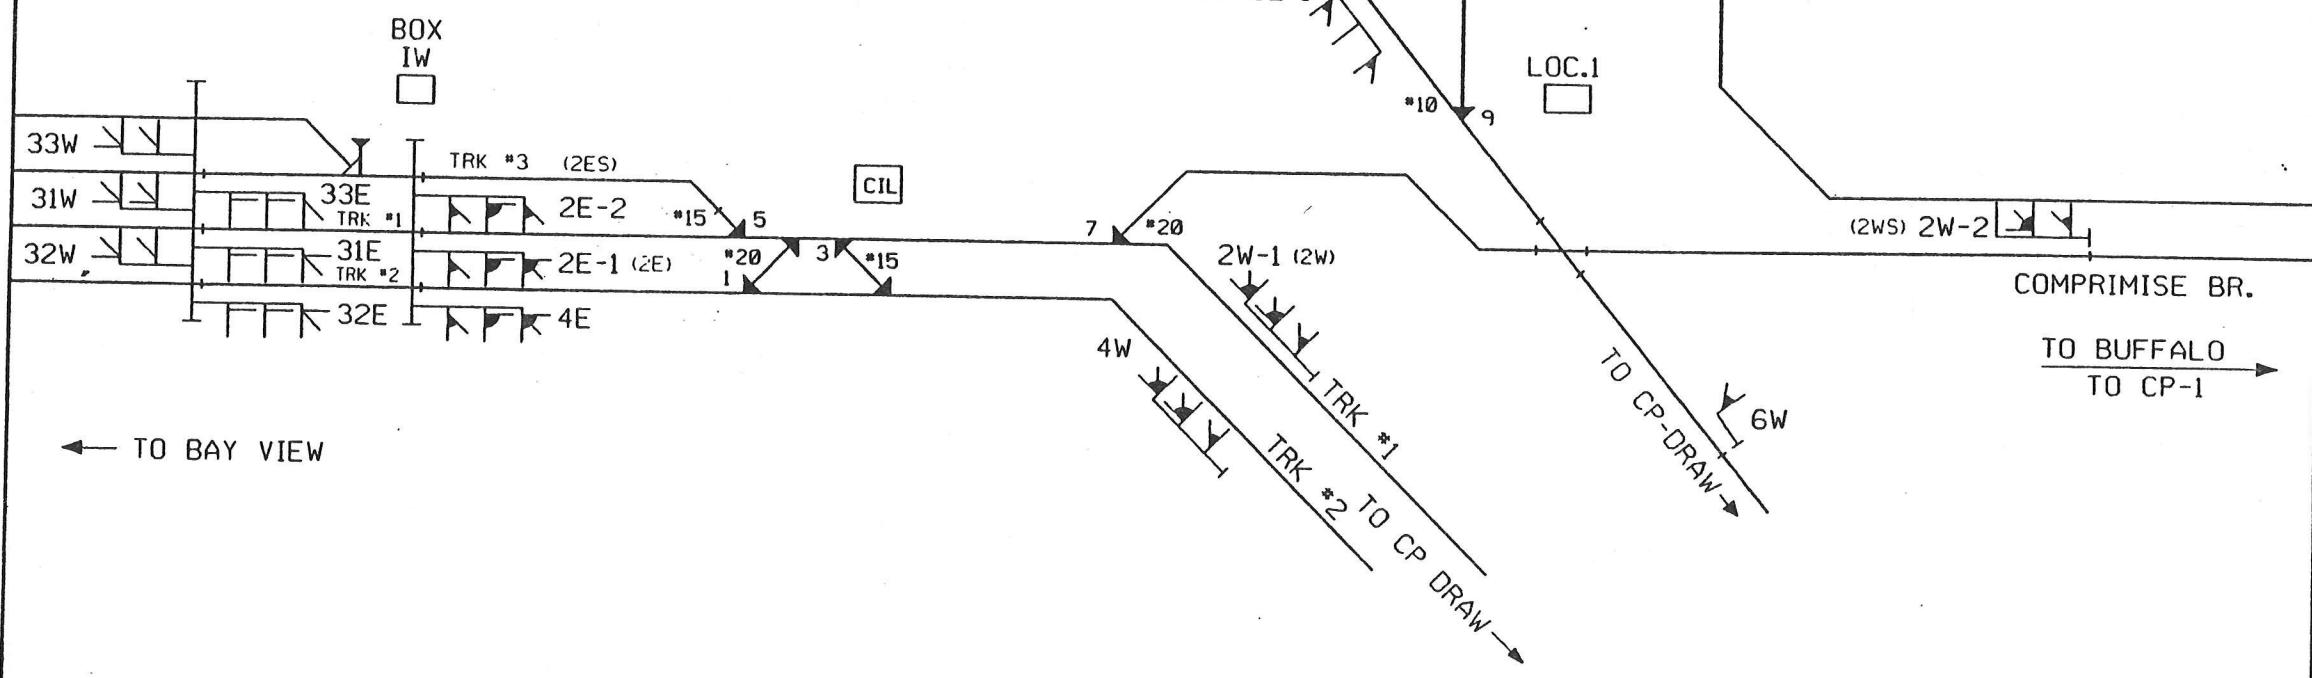 BOX
IW
33W
31W
32W
TRK #3 (2ES)
33E
TRK #1
31E
TRK #2
32E
2E-2
2E-1 (2E)
4E
#15
5
#20
1
3
#15
CIL
7
#20
2W-1 (2W)
4W
TRK #1
TRK #2
TO CP DRAW
#10
9
LOC.1
TO CP-DRAW
6W
(2WS) 2W-2
COMPRIMISE BR.
TO BUFFALO
TO CP-1
TO BAY VIEW